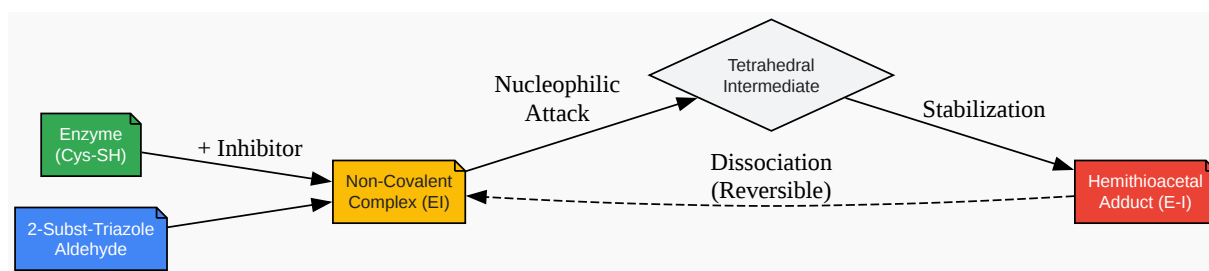 Enzyme
(Cys-SH)
2-Subst-Triazole
Aldehyde
+ Inhibitor
Non-Covalent
Complex (EI)
Nucleophilic
Attack
Tetrahedral
Intermediate
Stabilization
Dissociation
(Reversible)
Hemithioacetal
Adduct (E-I)